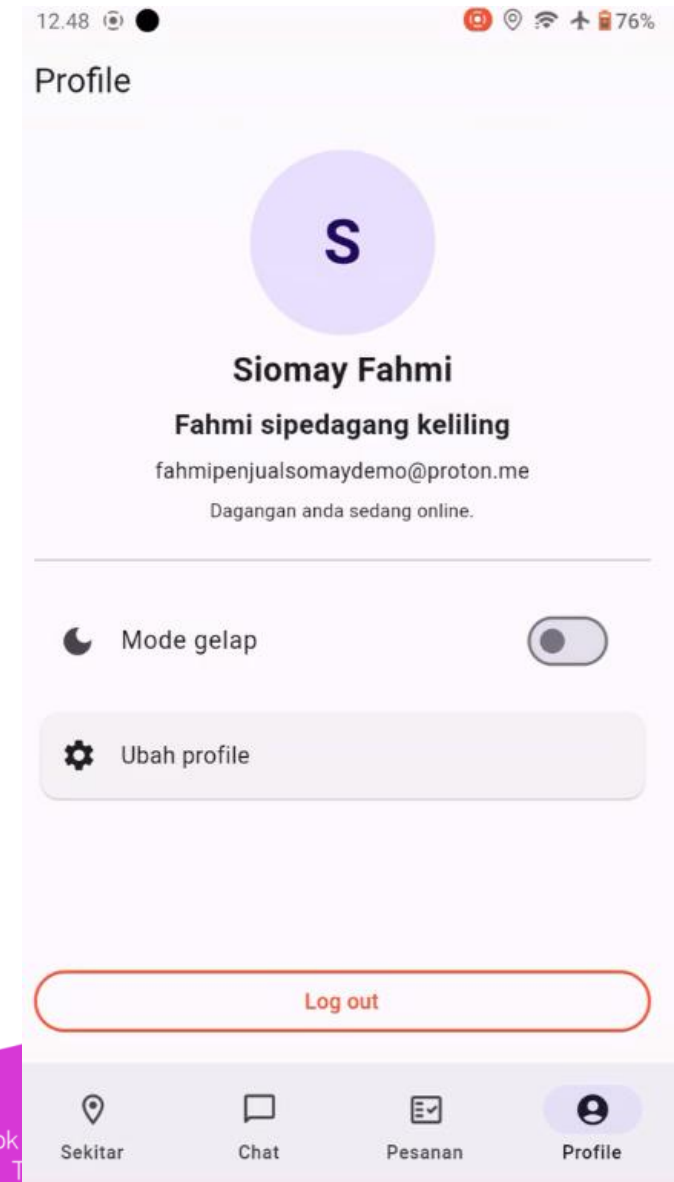 12.48 76%
Profile
S
Siomay Fahmi
Fahmi sipedagang keliling
fahmipenjualsomaydemo@proton.me
Dagangan anda sedang online.
Mode gelap
Ubah profile
Log out
Sekitar Chat Pesanan Profile